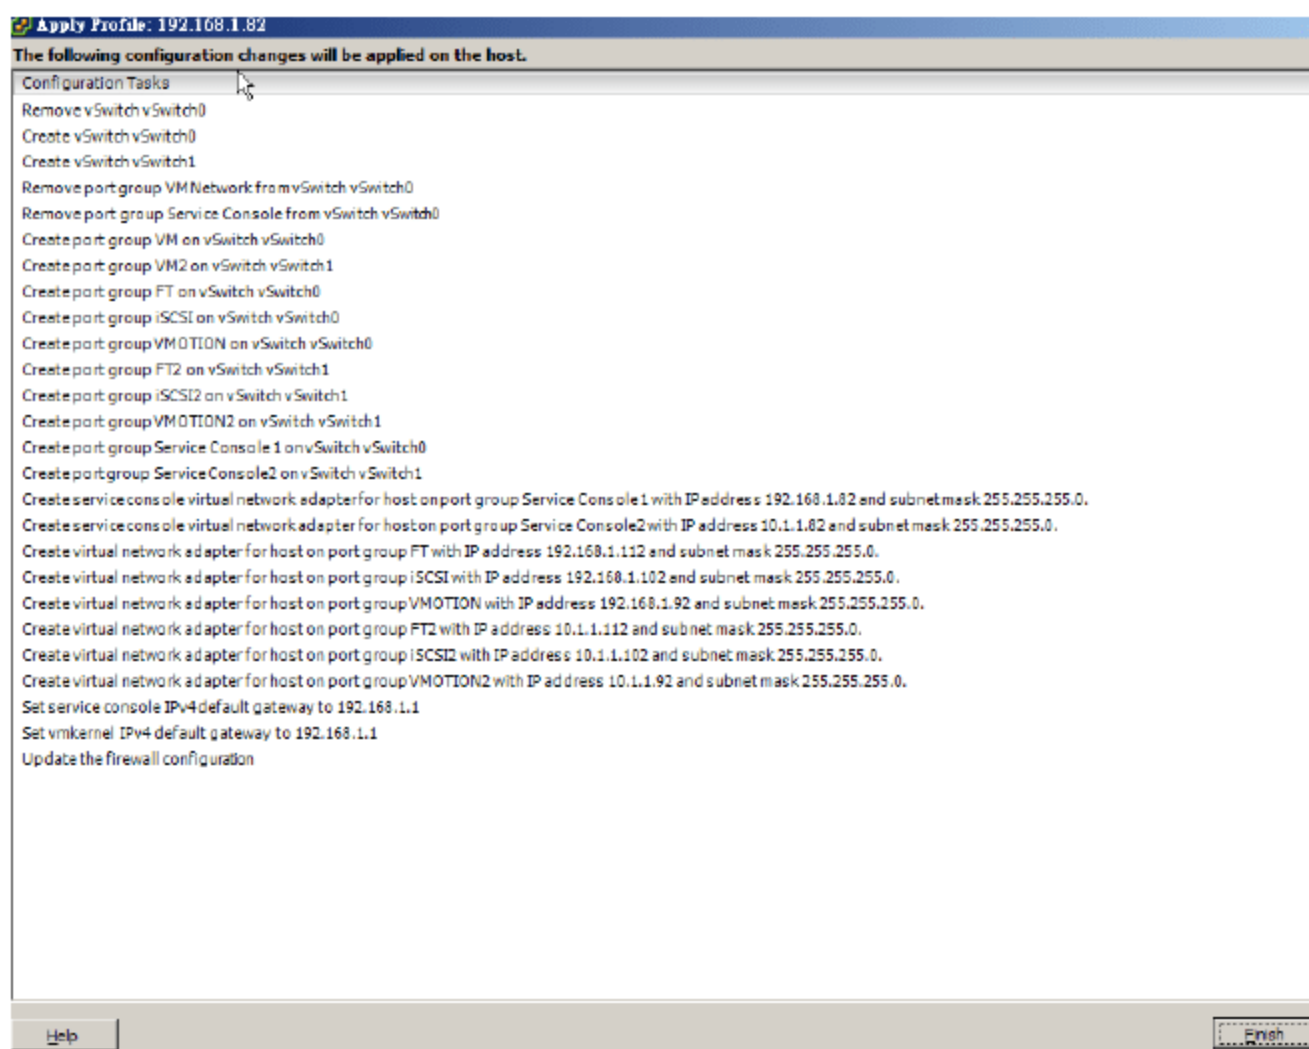 Apply Profile: 192.168.1.82
The following configuration changes will be applied on the host.
Configuration Tasks
Remove vSwitch vSwitch0
Create vSwitch vSwitch0
Create vSwitch vSwitch1
Remove port group VM Network from vSwitch vSwitch0
Remove port group Service Console from vSwitch vSwitch0
Create port group VM on vSwitch vSwitch0
Create port group VM2 on vSwitch vSwitch1
Create port group FT on vSwitch vSwitch0
Create port group iSCSI on vSwitch vSwitch0
Create port group VMOTION on vSwitch vSwitch0
Create port group FT2 on vSwitch vSwitch1
Create port group iSCSI2 on vSwitch vSwitch1
Create port group VMOTION2 on vSwitch vSwitch1
Create port group Service Console 1 on vSwitch vSwitch0
Create port group Service Console2 on vSwitch vSwitch1
Create service console virtual network adapter for host on port group Service Console 1 with IP address 192.168.1.82 and subnet mask 255.255.255.0.
Create service console virtual network adapter for host on port group Service Console2 with IP address 10.1.1.82 and subnet mask 255.255.255.0.
Create virtual network adapter for host on port group FT with IP address 192.168.1.112 and subnet mask 255.255.255.0.
Create virtual network adapter for host on port group iSCSI with IP address 192.168.1.102 and subnet mask 255.255.255.0.
Create virtual network adapter for host on port group VMOTION with IP address 192.168.1.92 and subnet mask 255.255.255.0.
Create virtual network adapter for host on port group FT2 with IP address 10.1.1.112 and subnet mask 255.255.255.0.
Create virtual network adapter for host on port group iSCSI2 with IP address 10.1.1.102 and subnet mask 255.255.255.0.
Create virtual network adapter for host on port group VMOTION2 with IP address 10.1.1.92 and subnet mask 255.255.255.0.
Set service console IPv4 default gateway to 192.168.1.1
Set vmkernel IPv4 default gateway to 192.168.1.1
Update the firewall configuration
Help
Finish